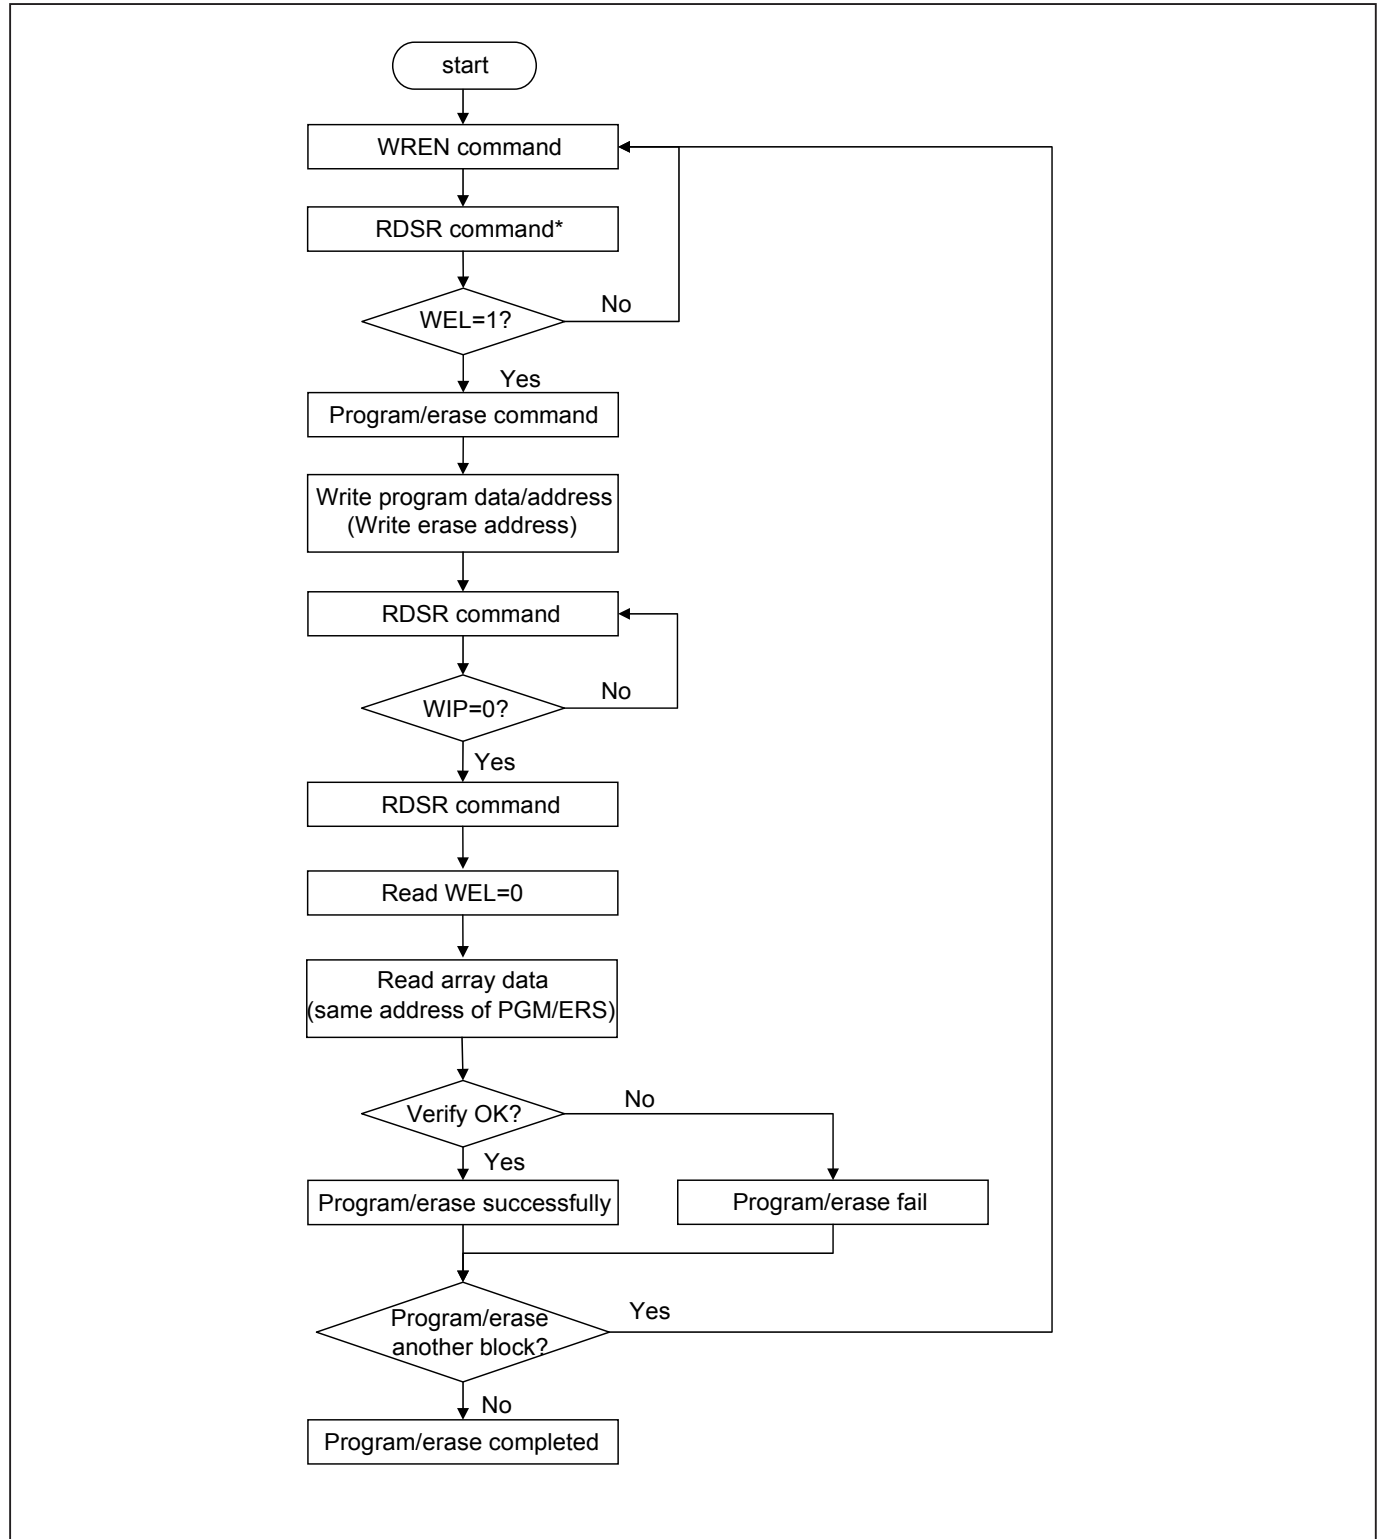 start
WREN command
RDSR command*
WEL=1?
No
Yes
Program/erase command
Write program data/address
(Write erase address)
RDSR command
WIP=0?
No
Yes
RDSR command
Read WEL=0
Read array data
(same address of PGM/ERS)
Verify OK?
No
Yes
Program/erase successfully
Program/erase fail
Program/erase
another block?
Yes
No
Program/erase completed